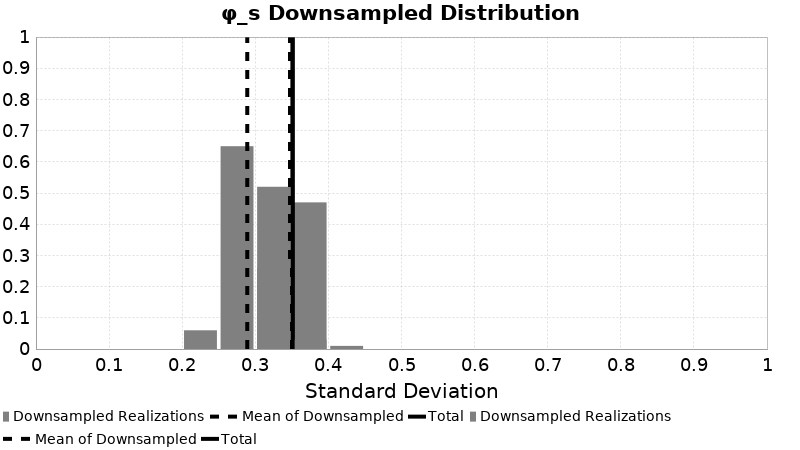 φ_s Downsampled Distribution
1
0.9
0.8
0.7
0.6
0.5
0.4
0.3
0.2
0.1
0
0 0.1 0.2 0.3 0.4 0.5 0.6 0.7 0.8 0.9 1
Standard Deviation
Downsampled Realizations Mean of Downsampled Total Downsampled Realizations
Mean of Downsampled Total